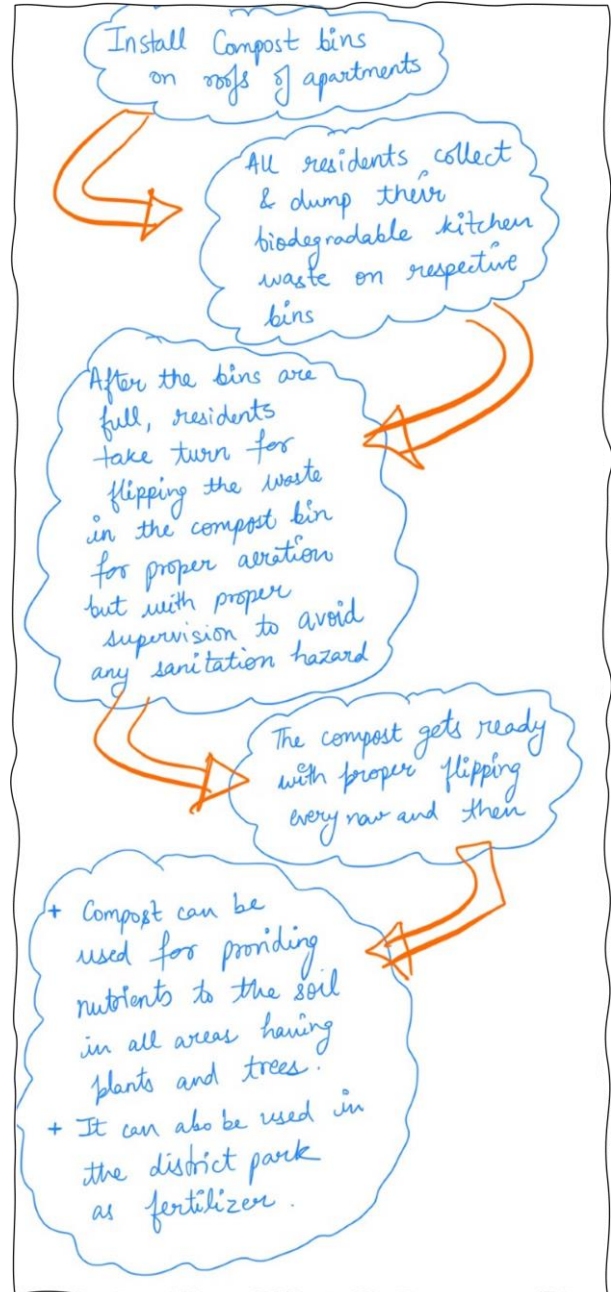 Install Compost bins
on roofs of apartments
All residents collect
& dump their
biodegradable kitchen
waste on respective
bins
After the bins are
full, residents
take turn for
flipping the waste
in the compost bin
for proper aeration
but with proper
supervision to avoid
any sanitation hazard
The compost gets ready
with proper flipping
every now and then
+ Compost can be
used for providing
nutrients to the soil
in all areas having
plants and trees.
+ It can also be used in
the district park
as fertilizer.